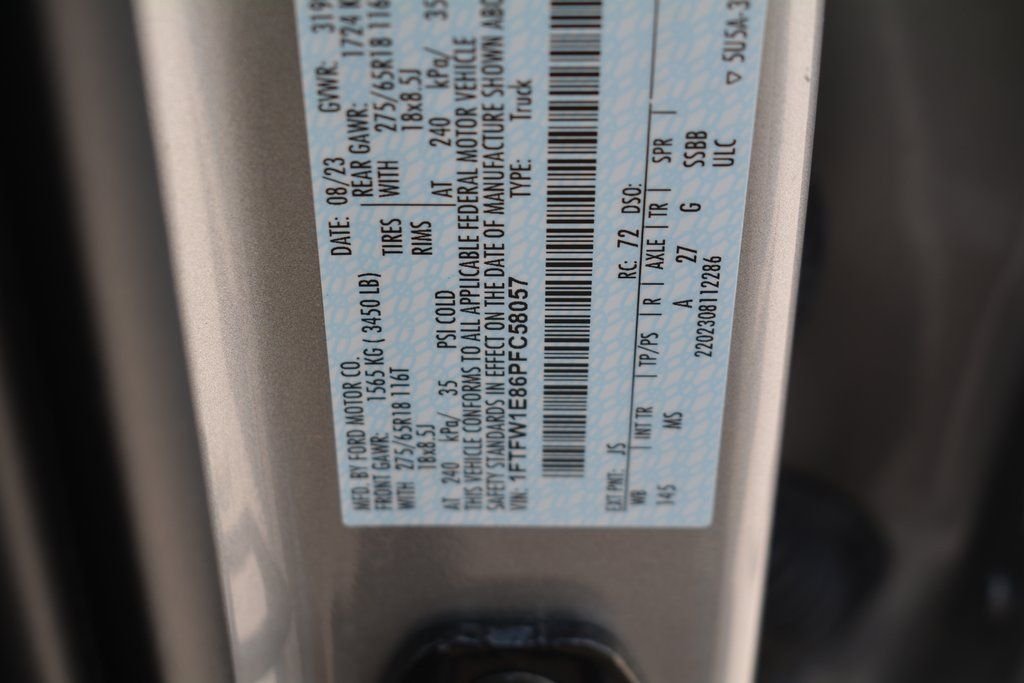 MFD. BY FORD MOTOR CO.
DATE: 08/23
GVWR: 319
FRONT GAWR: 1565 KG ( 3450 LB)
REAR GAWR: 1724 K
WITH 275/65R18 116T
TIRES
WITH 275/65R18 116
18x8.5J
RIMS
18x8.5J
AT 240 kPa/ 35 PSI COLD
AT 240 kPa/ 35
THIS VEHICLE CONFORMS TO ALL APPLICABLE FEDERAL MOTOR VEHICLE
SAFETY STANDARDS IN EFFECT ON THE DATE OF MANUFACTURE SHOWN ABO
VIN: 1FTFW1E86PFC58057
TYPE: Truck
EXT PNT: JS
RC: 72 DSO:
WB | INT TR | TP/PS | R | AXLE | TR | SPR |
145 MS A 27 G SSBB
2202308112286 ULC
▽ SUSA-3